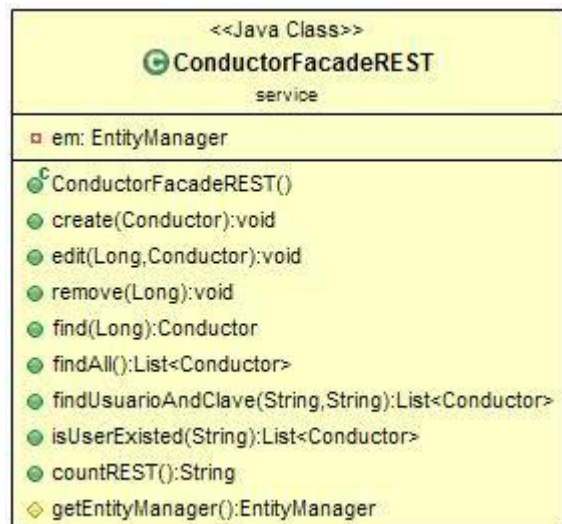 <<Java Class>>
ConductorFacadeREST
service
em: EntityManager
ConductorFacadeREST()
create(Conductor):void
edit(Long,Conductor):void
remove(Long):void
find(Long):Conductor
findAll():List<Conductor>
findUsuarioAndClave(String,String):List<Conductor>
isUserExisted(String):List<Conductor>
countREST():String
getEntityManager():EntityManager